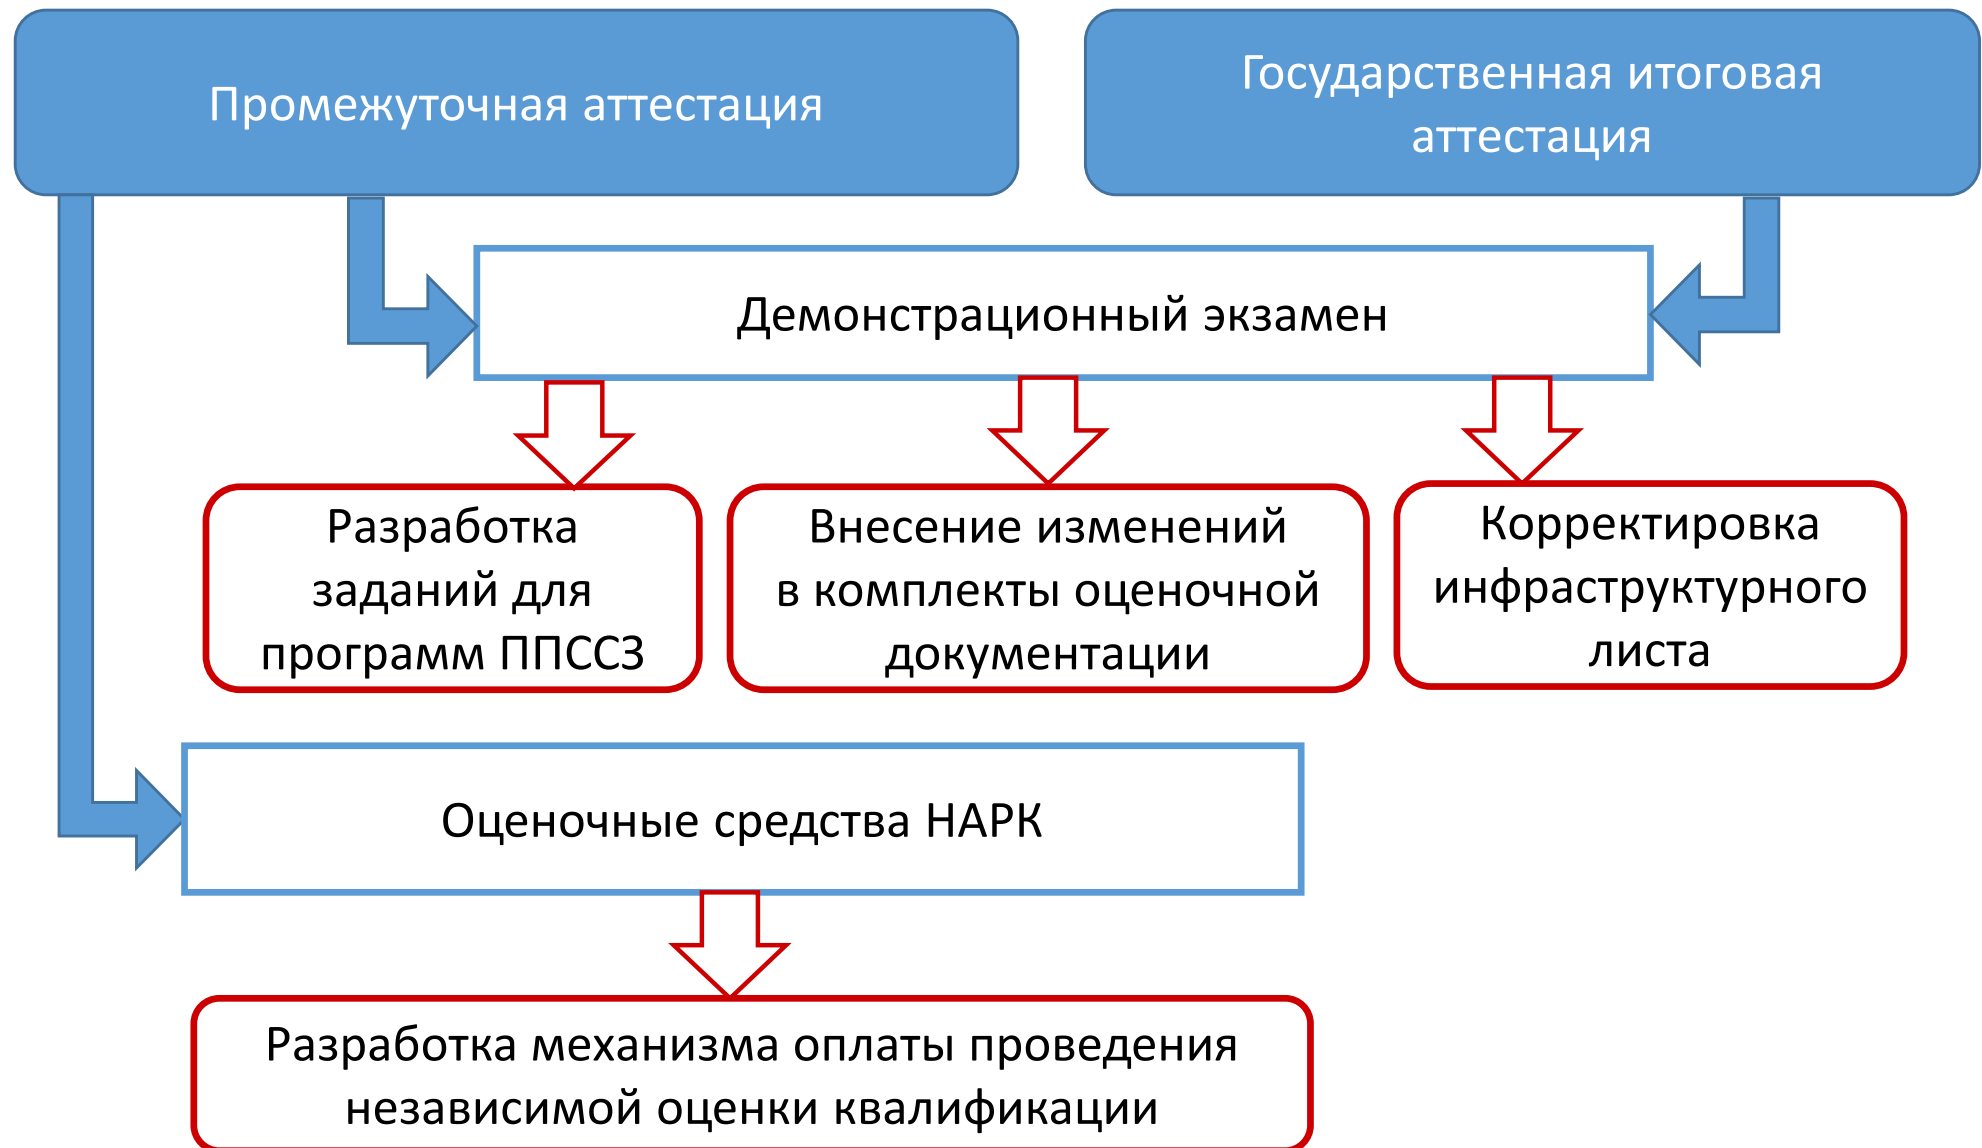 Промежуточная аттестация
Государственная итоговая
аттестация
Демонстрационный экзамен
Разработка
заданий для
программ ППССЗ
Внесение изменений
в комплекты оценочной
документации
Корректировка
инфраструктурного
листа
Оценочные средства НАРК
Разработка механизма оплаты проведения
независимой оценки квалификации